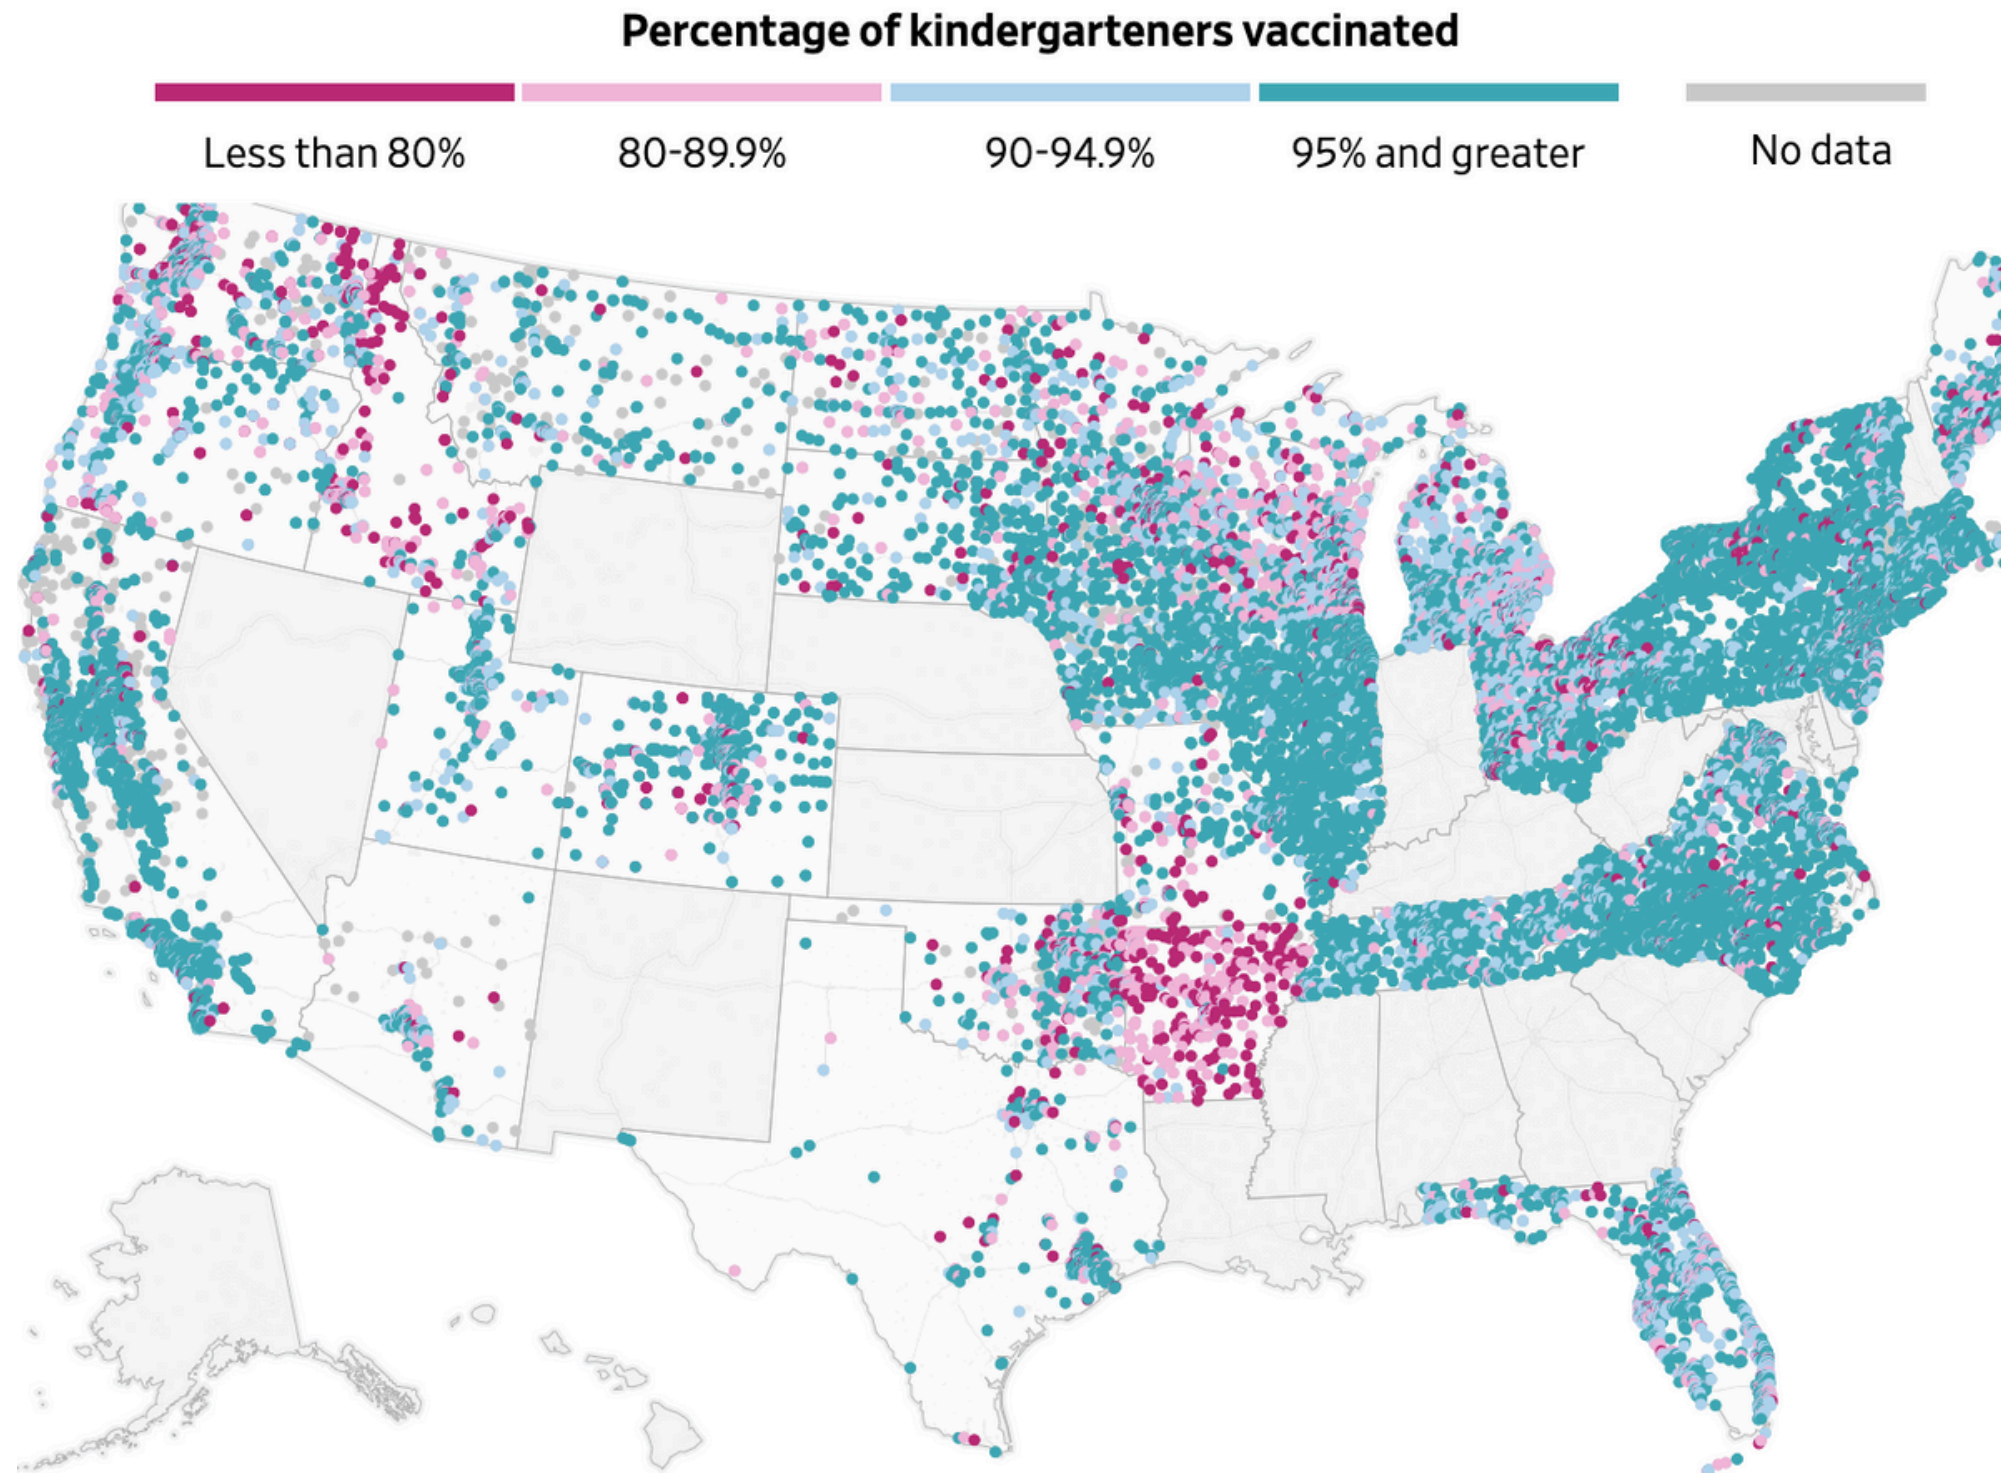 Percentage of kindergarteners vaccinated
Less than 80%
80-89.9%
90-94.9%
95% and greater
No data